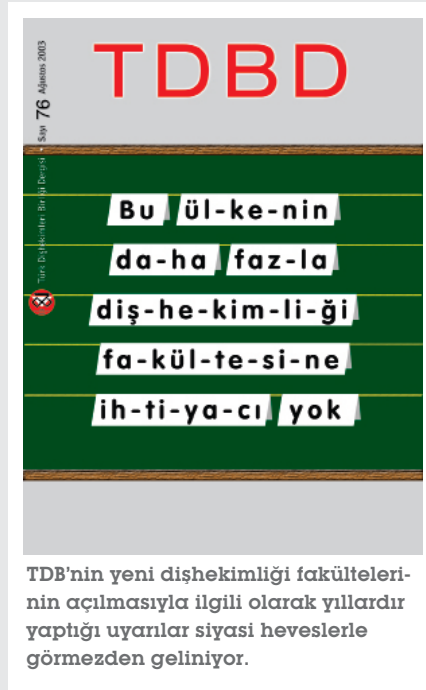 TDBD
Türk Dişhekimleri Birliği Dergisi • Sayı 76 Ağustos 2003
Bu ül-ke-nin
da-ha faz-la
diş-he-kim-li-ği
fa-kül-te-si-ne
ih-ti-ya-cı yok
TDB'nin yeni dişhekimliği fakülteleri-
nin açılmasıyla ilgili olarak yıllardır
yaptığı uyarılar siyasi heveslerle
görmezden geliniyor.